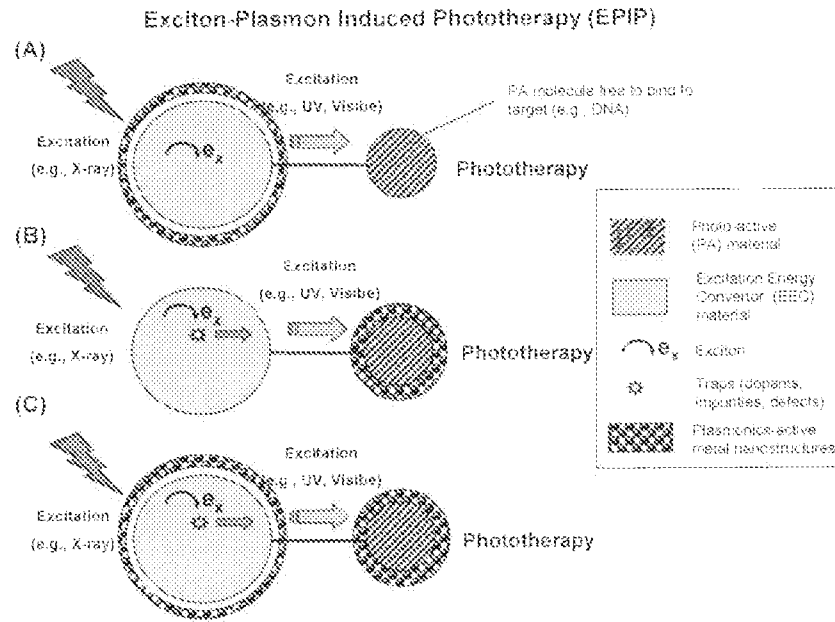 Exciton-Plasmon Induced Phototherapy (EPIP)
(A)
Excitation
(e.g., UV, Visibe)
PA molecule free to bind to
target (e.g., DNA)
Excitation
(e.g., X-ray)
eₓ
Phototherapy
(B)
Excitation
(e.g., UV, Visibe)
Excitation
(e.g., X-ray)
eₓ
Phototherapy
(C)
Excitation
(e.g., UV, Visibe)
Excitation
(e.g., X-ray)
eₓ
Phototherapy
Photo-active
(PA) material
Excitation Energy
Convertor (EEC)
material
eₓ Exciton
Traps (dopants,
impurities, defects)
Plasmonics-active
metal nanostructures